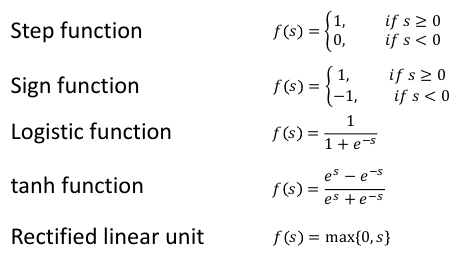 Step function f(s) = { 1, if s ≥ 0
0, if s < 0
Sign function f(s) = { 1, if s ≥ 0
−1, if s < 0
Logistic function f(s) = 1 / (1 + e^{−s})
tanh function f(s) = (e^s − e^{−s}) / (e^s + e^{−s})
Rectified linear unit f(s) = max{0, s}